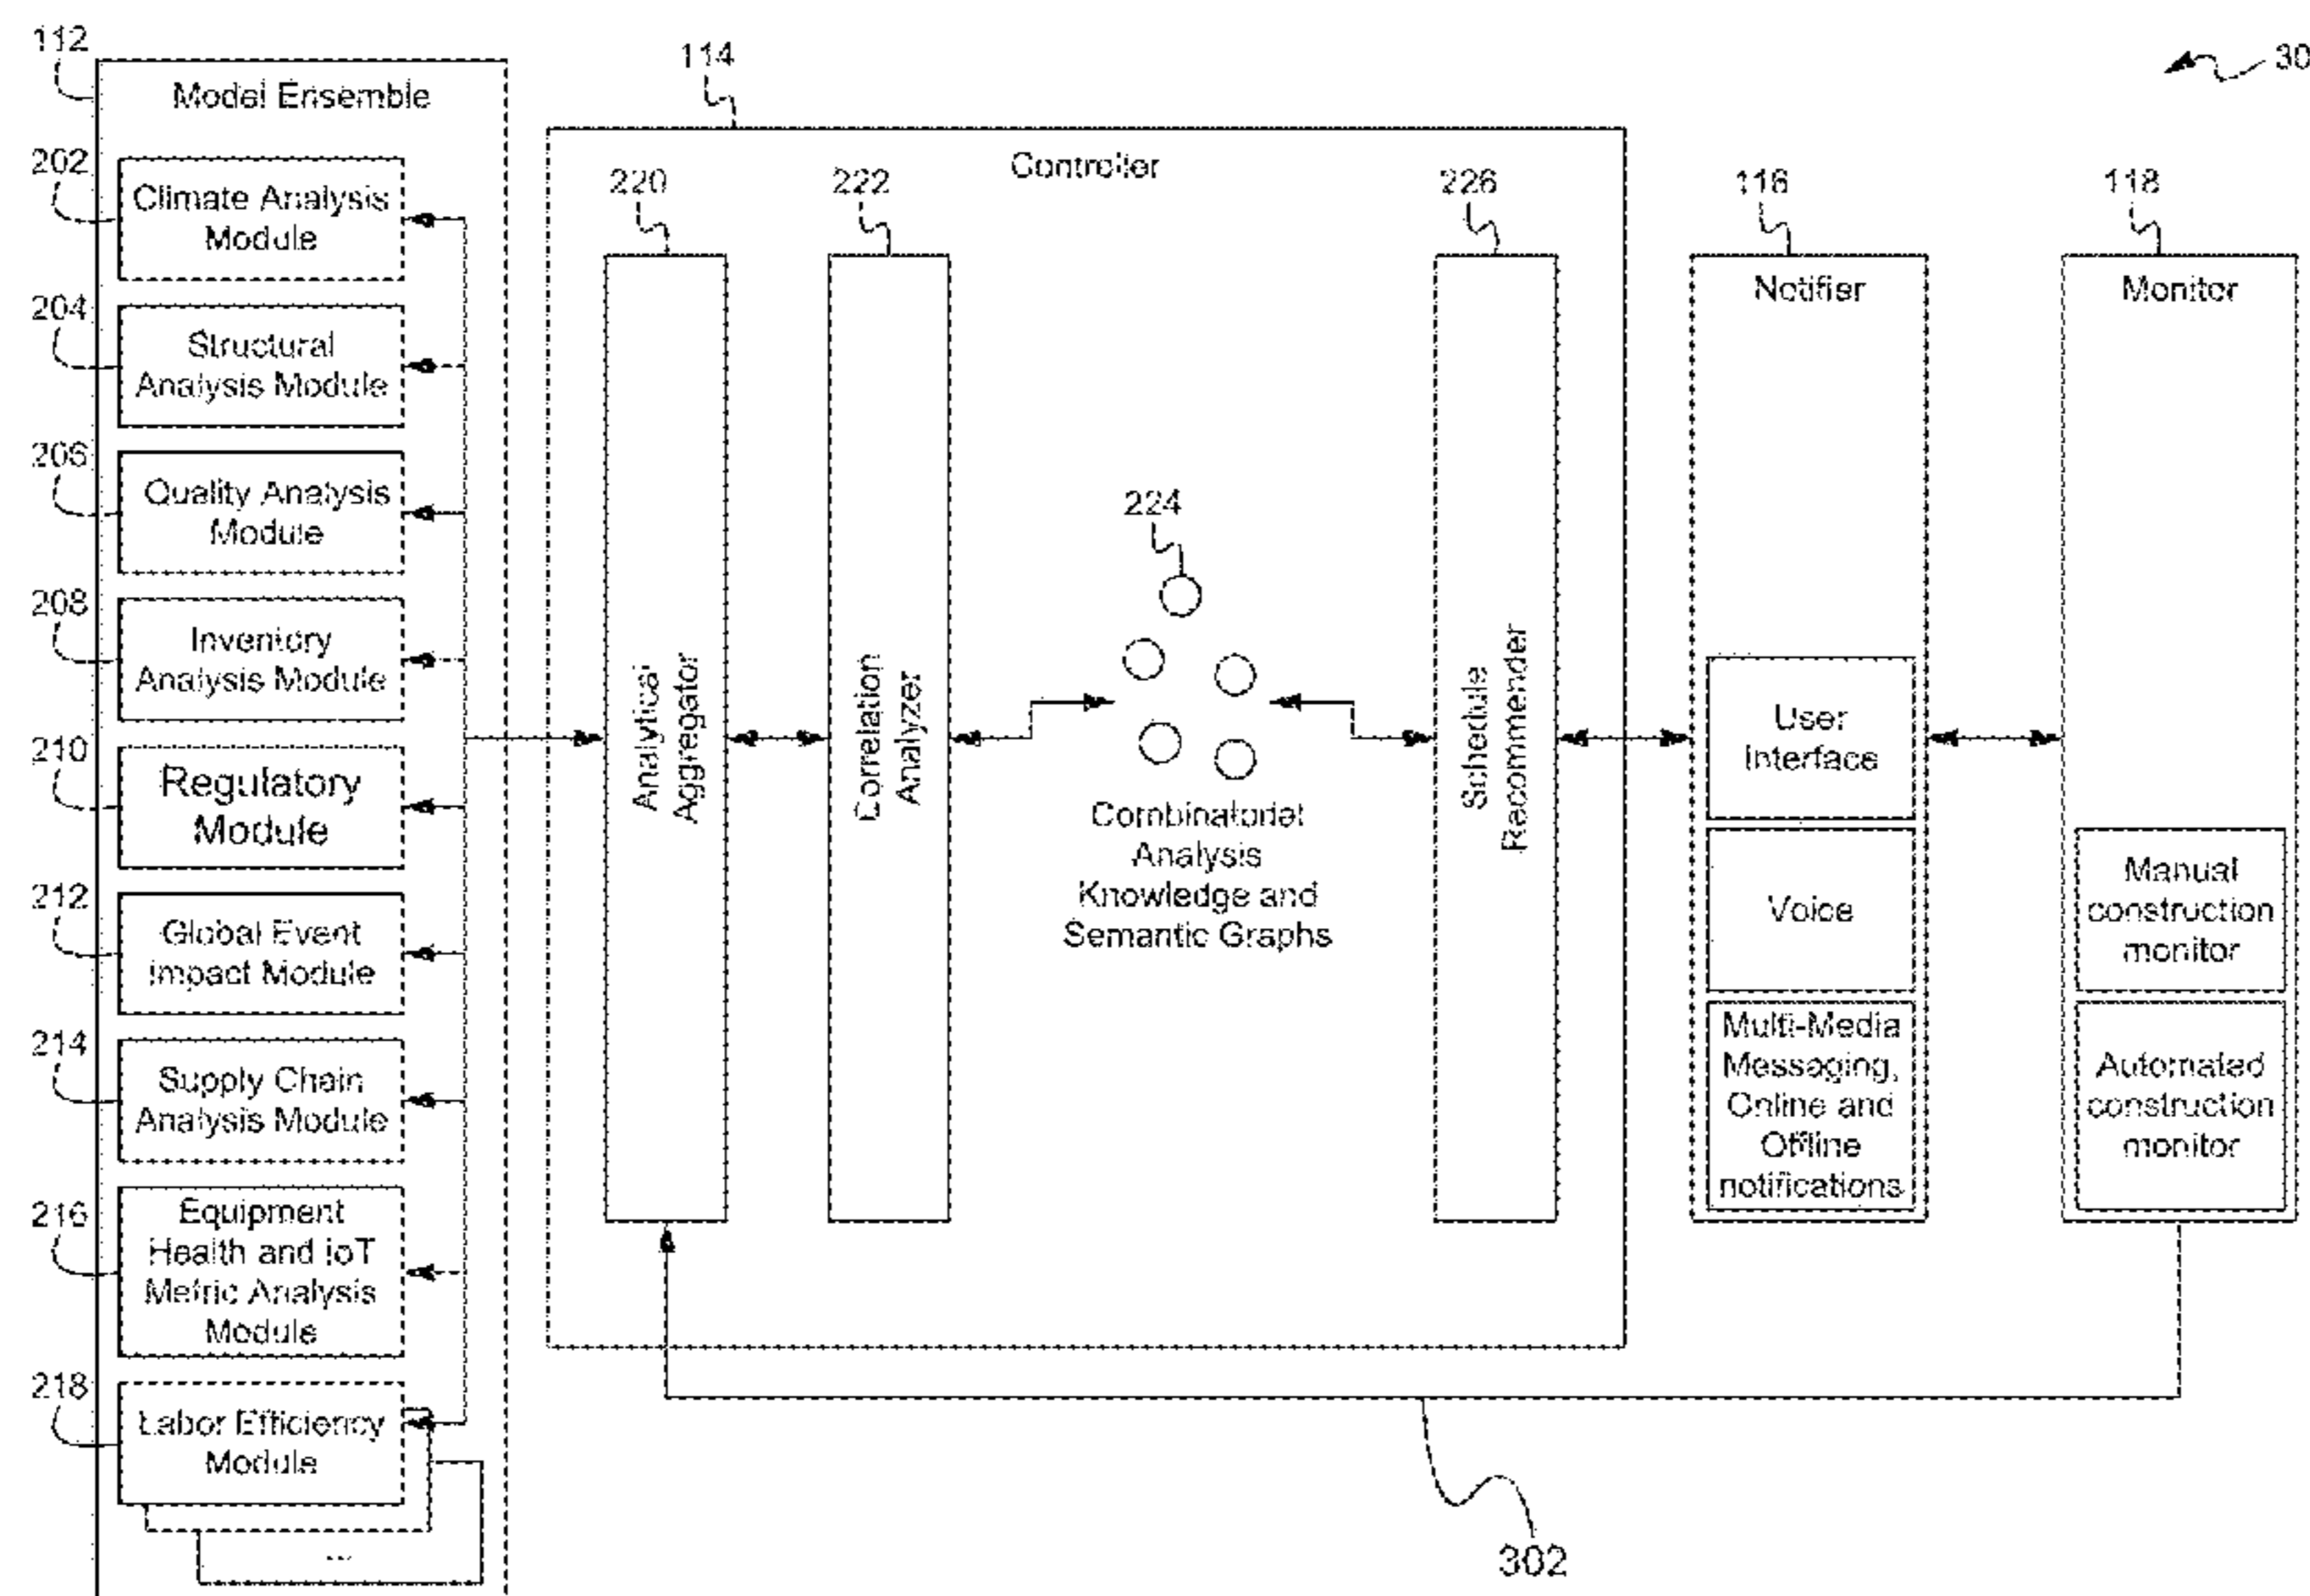 112
Model Ensemble
202
Climate Analysis
Module
204
Structural
Analysis Module
206
Quality Analysis
Module
208
Inventory
Analysis Module
210
Regulatory
Module
212
Global Event
Impact Module
214
Supply Chain
Analysis Module
216
Equipment
Health and IoT
Metric Analysis
Module
218
Labor Efficiency
Module
...
114
Controller
220
Analytical
Aggregator
222
Correlation
Analyzer
224
Combinatorial
Analysis
Knowledge and
Semantic Graphs
226
Schedule
Recommender
116
Notifier
User
Interface
Voice
Multi-Media
Messaging,
Online and
Offline
notifications
118
Monitor
Manual
construction
monitor
Automated
construction
monitor
30
302